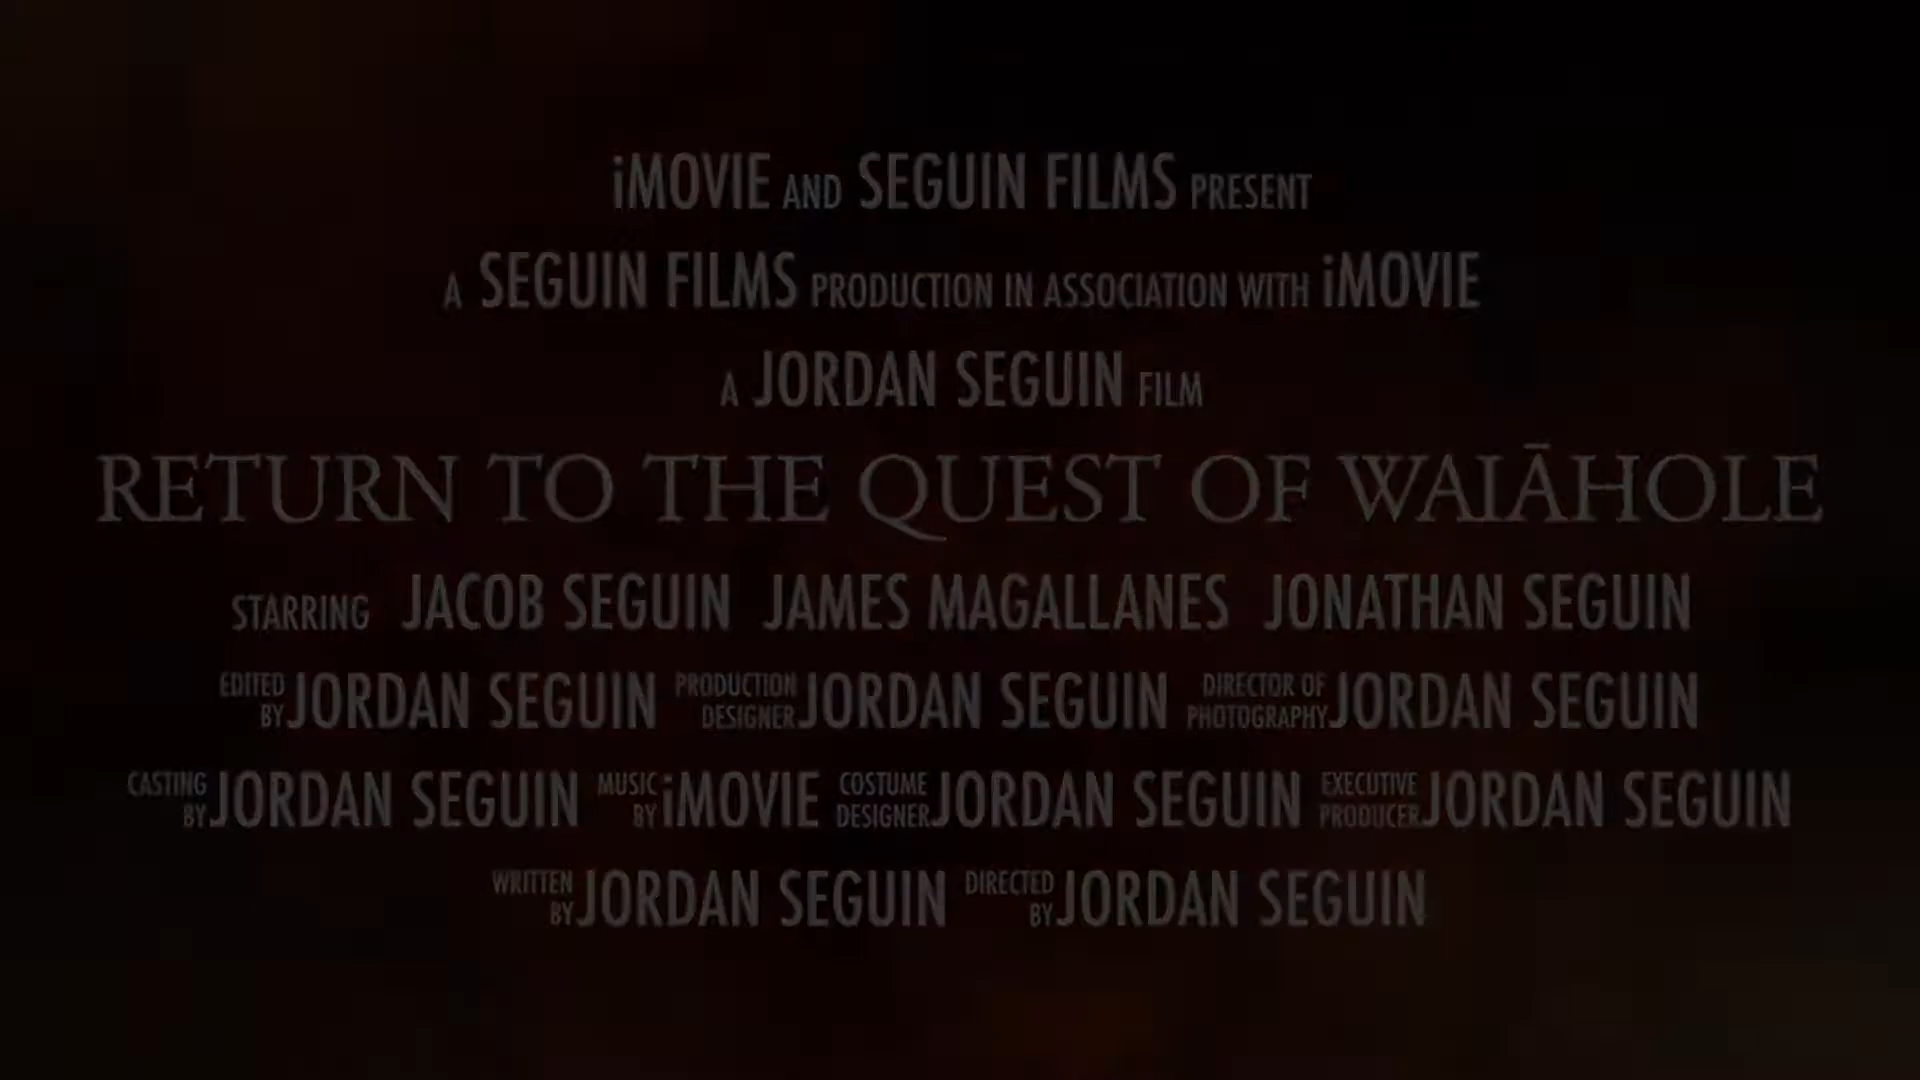 iMOVIE AND SEGUIN FILMS PRESENT
A SEGUIN FILMS PRODUCTION IN ASSOCIATION WITH iMOVIE
A JORDAN SEGUIN FILM
RETURN TO THE QUEST OF WAIĀHOLE
STARRING JACOB SEGUIN JAMES MAGALLANES JONATHAN SEGUIN
EDITED BY JORDAN SEGUIN PRODUCTION DESIGNER JORDAN SEGUIN DIRECTOR OF PHOTOGRAPHY JORDAN SEGUIN
CASTING BY JORDAN SEGUIN MUSIC BY iMOVIE COSTUME DESIGNER JORDAN SEGUIN EXECUTIVE PRODUCER JORDAN SEGUIN
WRITTEN BY JORDAN SEGUIN DIRECTED BY JORDAN SEGUIN